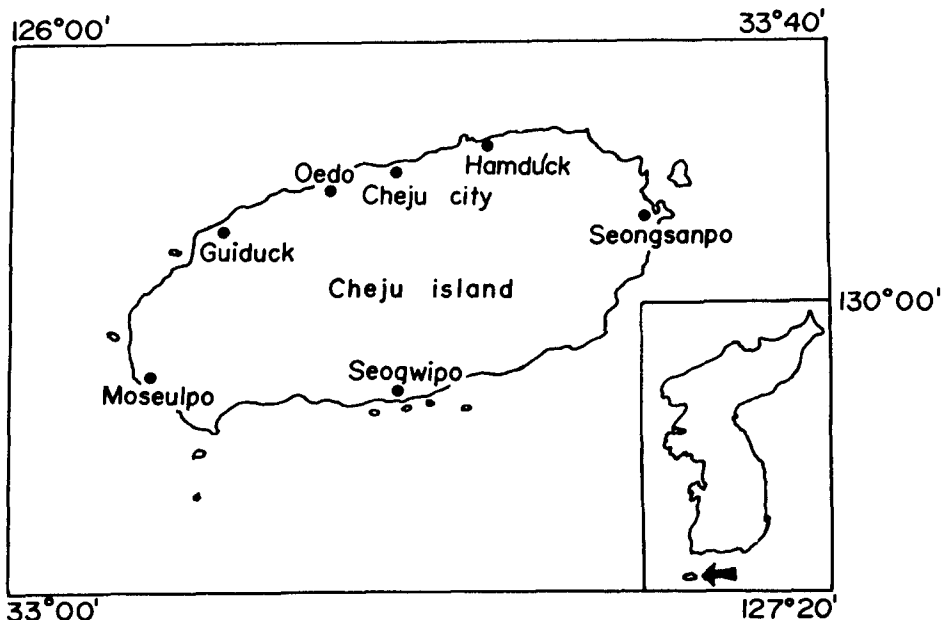 126°00'
33°40'
Hamduck
Oedo
Cheju city
Seongsanpo
Guiduck
Cheju island
130°00'
Seogwipo
Moseulpo
33°00'
127°20'